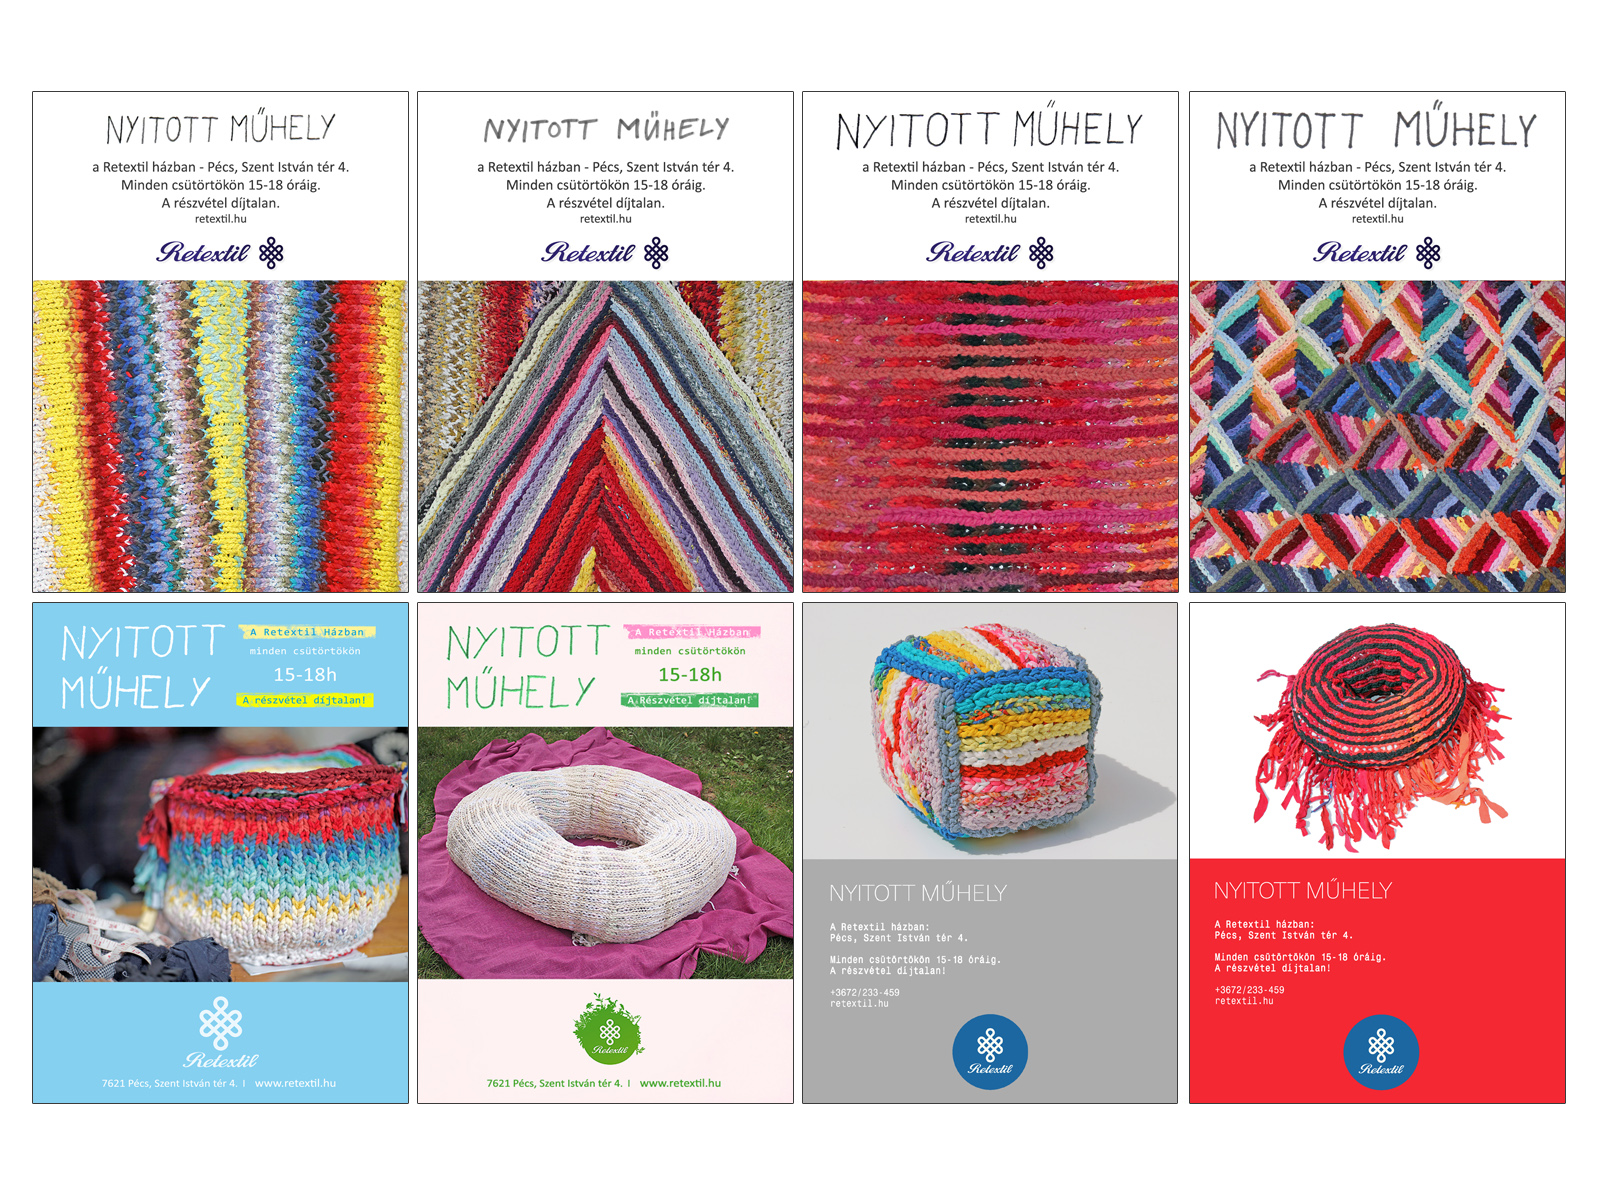 NYITOTT MŰHELY
a Retextil házban - Pécs, Szent István tér 4.
Minden csütörtökön 15-18 óráig.
A részvétel díjtalan.
retextil.hu
Retextil
NYITOTT MŰHELY
a Retextil házban - Pécs, Szent István tér 4.
Minden csütörtökön 15-18 óráig.
A részvétel díjtalan.
retextil.hu
Retextil
NYITOTT MŰHELY
a Retextil házban - Pécs, Szent István tér 4.
Minden csütörtökön 15-18 óráig.
A részvétel díjtalan.
retextil.hu
Retextil
NYITOTT MŰHELY
a Retextil házban - Pécs, Szent István tér 4.
Minden csütörtökön 15-18 óráig.
A részvétel díjtalan.
retextil.hu
Retextil
NYITOTT
MŰHELY
A Retextil Házban
minden csütörtökön
15-18h
A részvétel díjtalan!
Retextil
7621 Pécs, Szent István tér 4. I www.retextil.hu
NYITOTT
MŰHELY
A Retextil Házban
minden csütörtökön
15-18h
A Részvétel díjtalan!
Retextil
7621 Pécs, Szent István tér 4. I www.retextil.hu
NYITOTT MŰHELY
A Retextil házban:
Pécs, Szent István tér 4.
Minden csütörtökön 15-18 óráig.
A részvétel díjtalan!
+3672/233-459
retextil.hu
Retextil
NYITOTT MŰHELY
A Retextil házban:
Pécs, Szent István tér 4.
Minden csütörtökön 15-18 óráig.
A részvétel díjtalan!
+3672/233-459
retextil.hu
Retextil